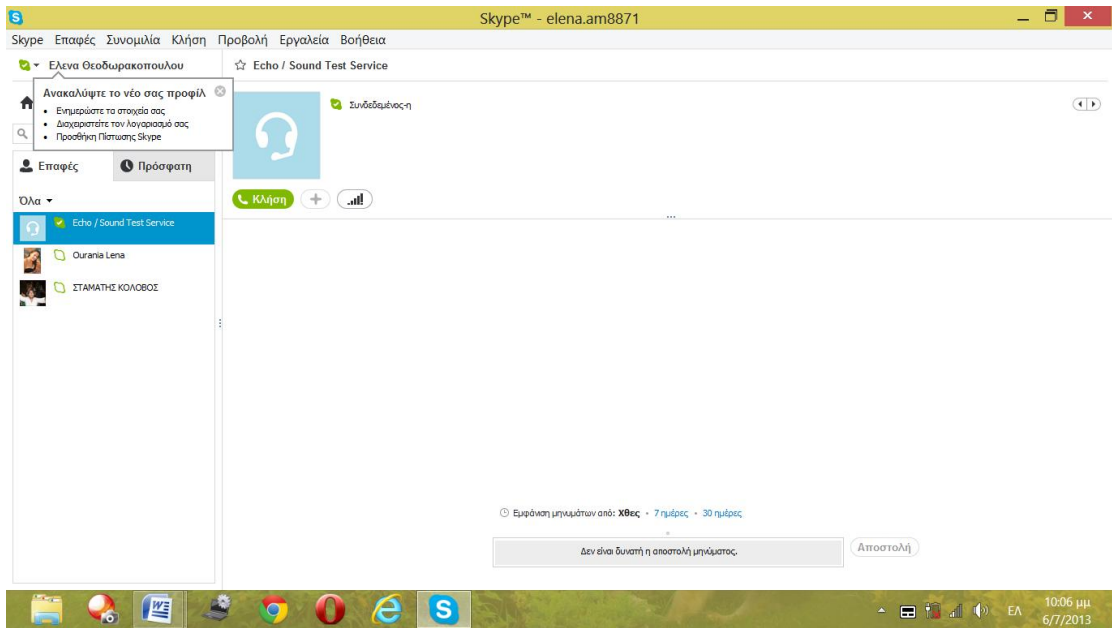 Skype™ - elena.am8871
Skype Επαφές Συνομιλία Κλήση Προβολή Εργαλεία Βοήθεια
Ελενα Θεοδωρακοπουλου
Echo / Sound Test Service
Ανακαλύψτε το νέο σας προφίλ
• Ενημερώστε τα στοιχεία σας
• Διαχειριστείτε τον λογαριασμό σας
• Προσθήκη Πίστωσης Skype
Συνδεδεμένος-η
Επαφές
Πρόσφατη
Όλα
Κλήση
Echo / Sound Test Service
Ourania Lena
ΣΤΑΜΑΤΗΣ ΚΟΛΟΒΟΣ
Εμφάνιση μηνυμάτων από: Χθες • 7 ημέρες • 30 ημέρες
Δεν είναι δυνατή η αποστολή μηνύματος.
Αποστολή
ΕΛ
10:06 μμ
6/7/2013